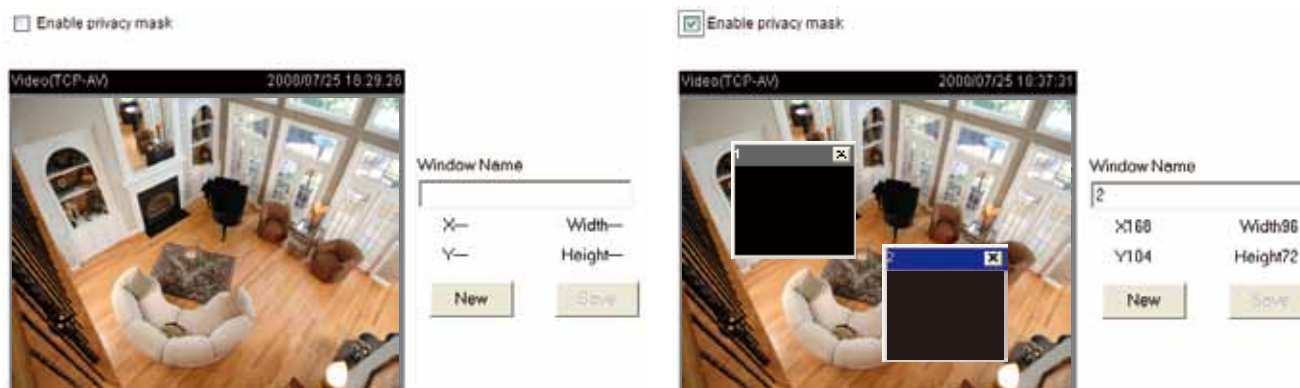 Enable privacy mask
Video(TCP-AV) 2008/07/25 18:29:26
Window Name
X— Width—
Y— Height—
New Save
Enable privacy mask
Video(TCP-AV) 2008/07/25 18:37:31
1
2
Window Name
2
X168 Width96
Y104 Height72
New Save